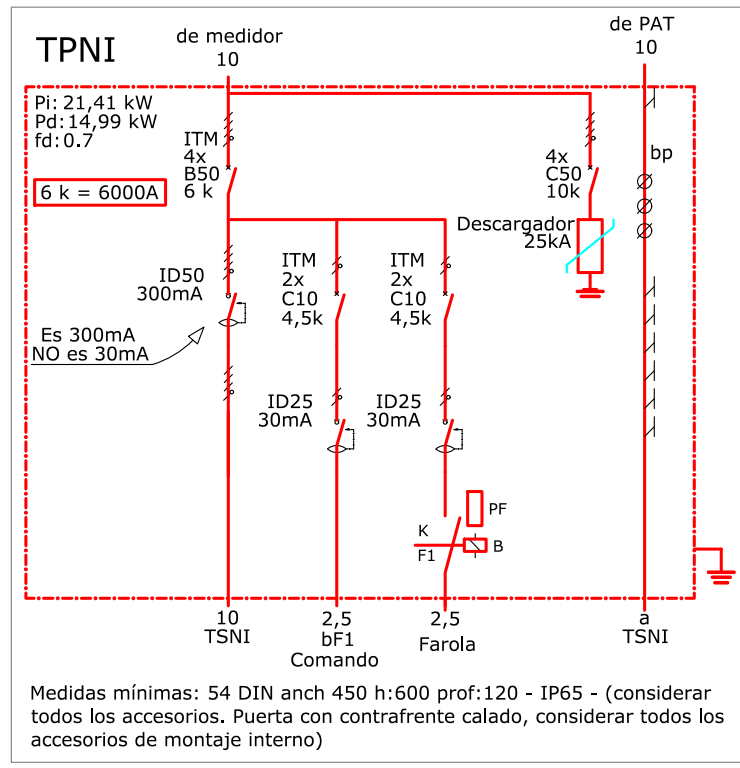 TPNI
de medidor
10
de PAT
10
Pi: 21,41 kW
Pd: 14,99 kW
fd: 0.7
6 k = 6000A
ITM
4x
B50
6 k
4x
C50
10k
bp
Descargador
25kA
ID50
300mA
ITM
2x
C10
4,5k
ITM
2x
C10
4,5k
Es 300mA
NO es 30mA
ID25
30mA
ID25
30mA
PF
K
F1
B
10
TSNI
2,5
bF1
Comando
2,5
Farola
a
TSNI
Medidas mínimas: 54 DIN anch 450 h:600 prof:120 - IP65 - (considerar
todos los accesorios. Puerta con contrafrente calado, considerar todos los
accesorios de montaje interno)